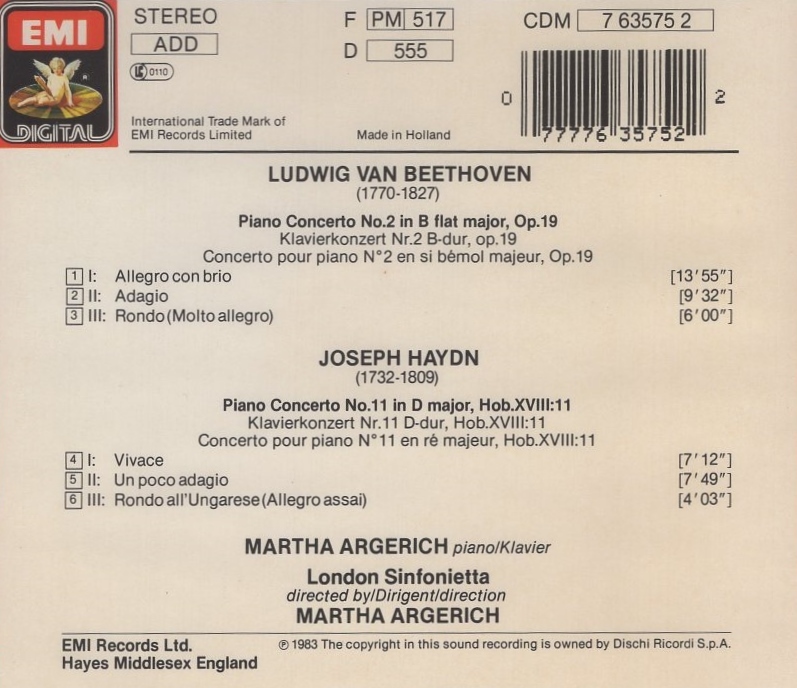 EMI
DIGITAL
STEREO
ADD
LC 0110
F PM 517
D 555
CDM 7 63575 2
0 77776 35752 2
International Trade Mark of
EMI Records Limited
Made in Holland
LUDWIG VAN BEETHOVEN
(1770-1827)
Piano Concerto No.2 in B flat major, Op.19
Klavierkonzert Nr.2 B-dur, op.19
Concerto pour piano N°2 en si bémol majeur, Op.19
1 I: Allegro con brio [13′55″]
2 II: Adagio [9′32″]
3 III: Rondo (Molto allegro) [6′00″]
JOSEPH HAYDN
(1732-1809)
Piano Concerto No.11 in D major, Hob.XVIII:11
Klavierkonzert Nr.11 D-dur, Hob.XVIII:11
Concerto pour piano N°11 en ré majeur, Hob.XVIII:11
4 I: Vivace [7′12″]
5 II: Un poco adagio [7′49″]
6 III: Rondo all'Ungarese (Allegro assai) [4′03″]
MARTHA ARGERICH piano/Klavier
London Sinfonietta
directed by/Dirigent/direction
MARTHA ARGERICH
EMI Records Ltd.
Hayes Middlesex England
℗ 1983 The copyright in this sound recording is owned by Dischi Ricordi S.p.A.